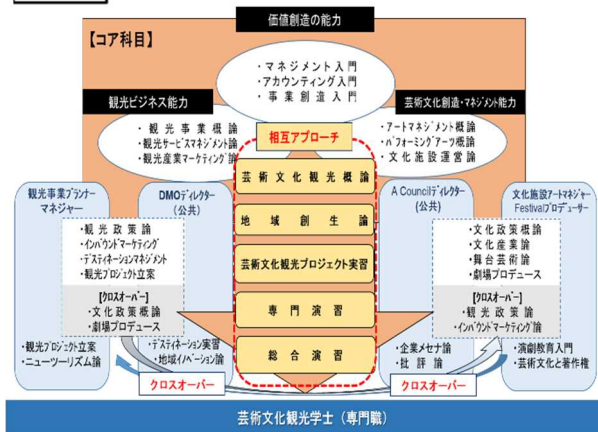 価値創造の能力
【コア科目】
・マネジメント入門
・アカウンティング入門
・事業創造入門
観光ビジネス能力
芸術文化創造・マネジメント能力
・観光事業概論
・観光サービスマネジメント論
・観光産業マーケティング論
相互アプローチ
・アートマネジメント概論
・パフォーミングアーツ概論
・文化施設運営論
芸術文化観光概論
地域創生論
芸術文化観光プロジェクト実習
専門演習
総合演習
観光事業プランナー
マネジャー
DMOディレクター
(公共)
・観光政策論
・インバウンドマーケティング
・デスティネーションマネジメント
・観光プロジェクト立案
[クロスオーバー]
・文化政策概論
・劇場プロデュース
・観光プロジェクト立案
・ニューツーリズム論
・デスティネーション実習
・地域イノベーション論
クロスオーバー
A Councilディレクター
(公共)
文化施設アートマネジャー
Festivalプロデューサー
・文化政策概論
・文化産業論
・舞台芸術論
・劇場プロデュース
[クロスオーバー]
・観光政策論
・インバウンドマーケティング論
・企業メセナ論
・批評論
・演劇教育入門
・芸術文化と著作権
クロスオーバー
芸術文化観光学士（専門職）